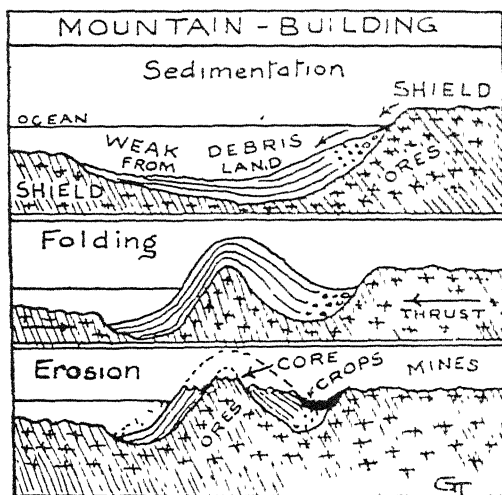 MOUNTAIN-BUILDING
Sedimentation
SHIELD
OCEAN
WEAK DEBRIS
FROM LAND
SHIELD
ORES
Folding
THRUST
Erosion
CORE
CROPS
MINES
ORES
GT